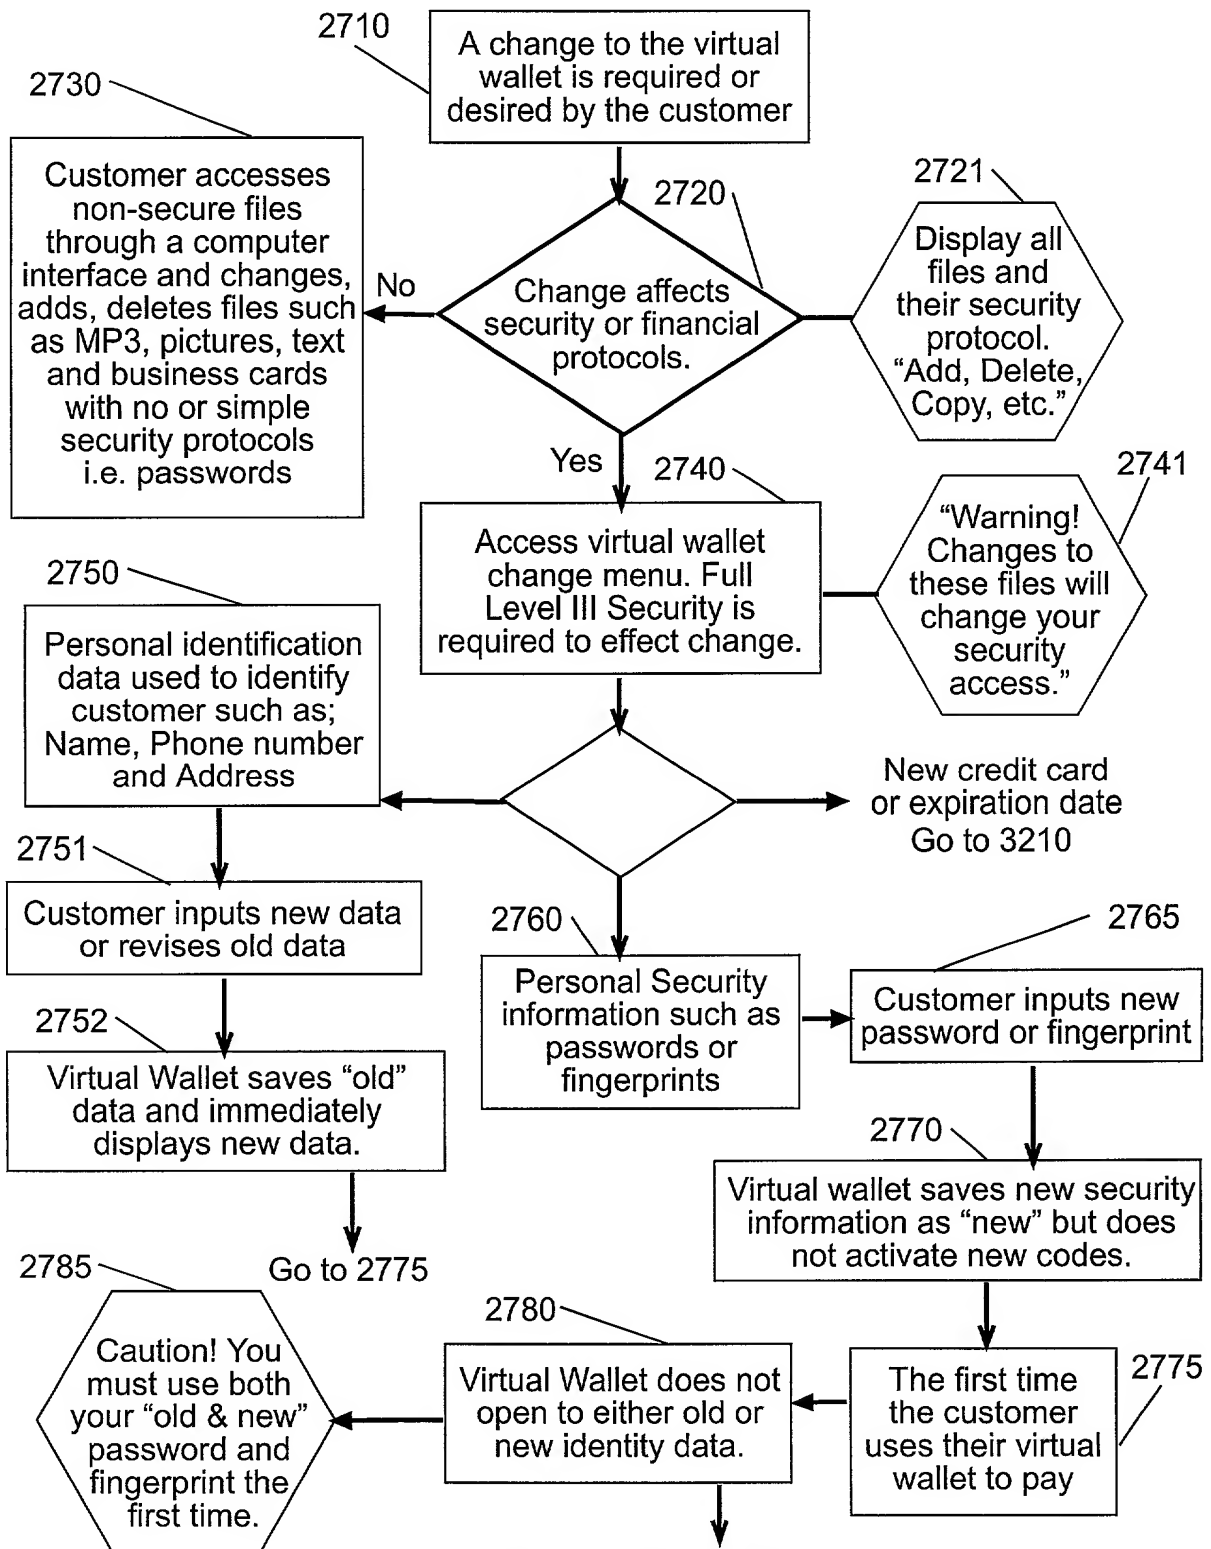 2710
A change to the virtual
wallet is required or
desired by the customer
2730
Customer accesses
non-secure files
through a computer
interface and changes,
adds, deletes files such
as MP3, pictures, text
and business cards
with no or simple
security protocols
i.e. passwords
No
2720
Change affects
security or financial
protocols.
2721
Display all
files and
their security
protocol.
“Add, Delete,
Copy, etc.”
Yes
2740
Access virtual wallet
change menu. Full
Level III Security is
required to effect change.
2741
“Warning!
Changes to
these files will
change your
security
access.”
2750
Personal identification
data used to identify
customer such as;
Name, Phone number
and Address
New credit card
or expiration date
Go to 3210
2751
Customer inputs new data
or revises old data
2752
Virtual Wallet saves “old”
data and immediately
displays new data.
Go to 2775
2760
Personal Security
information such as
passwords or
fingerprints
2765
Customer inputs new
password or fingerprint
2770
Virtual wallet saves new security
information as “new” but does
not activate new codes.
2775
The first time
the customer
uses their virtual
wallet to pay
2780
Virtual Wallet does not
open to either old or
new identity data.
2785
Caution! You
must use both
your “old & new”
password and
fingerprint the
first time.